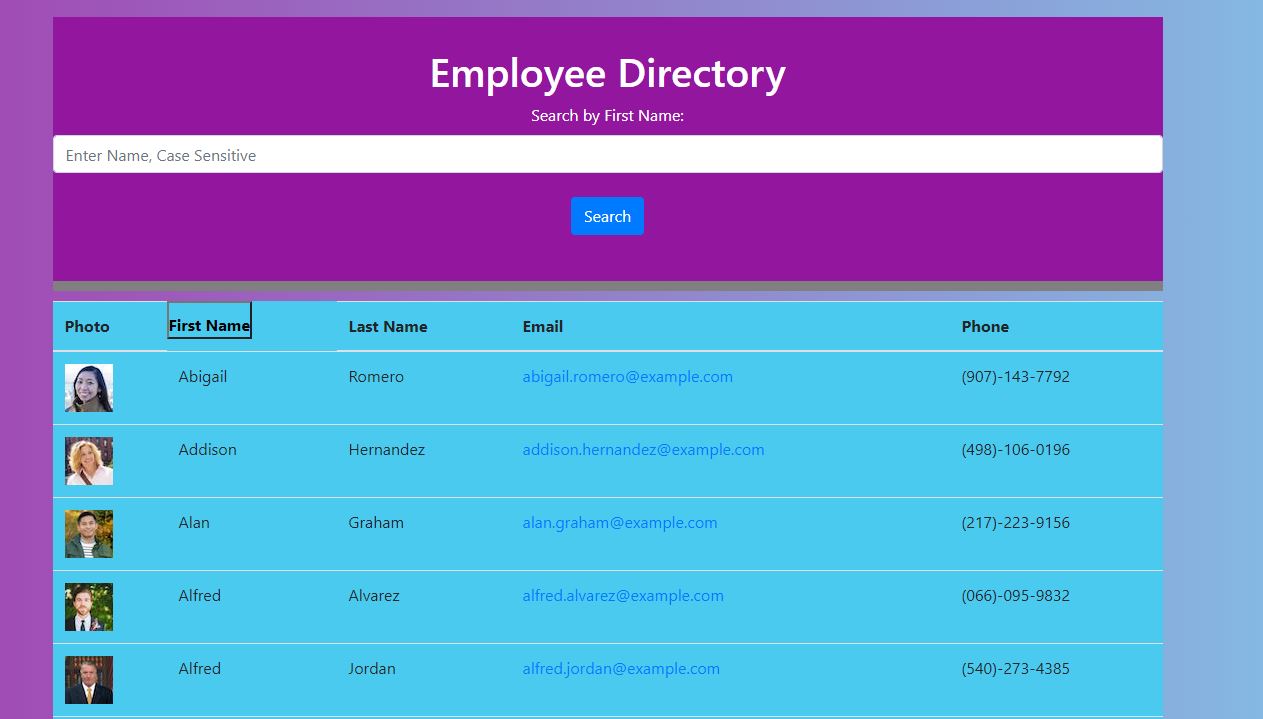 Employee Directory
Search by First Name:
Enter Name, Case Sensitive
Search
Photo First Name Last Name Email Phone
Abigail Romero abigail.romero@example.com (907)-143-7792
Addison Hernandez addison.hernandez@example.com (498)-106-0196
Alan Graham alan.graham@example.com (217)-223-9156
Alfred Alvarez alfred.alvarez@example.com (066)-095-9832
Alfred Jordan alfred.jordan@example.com (540)-273-4385